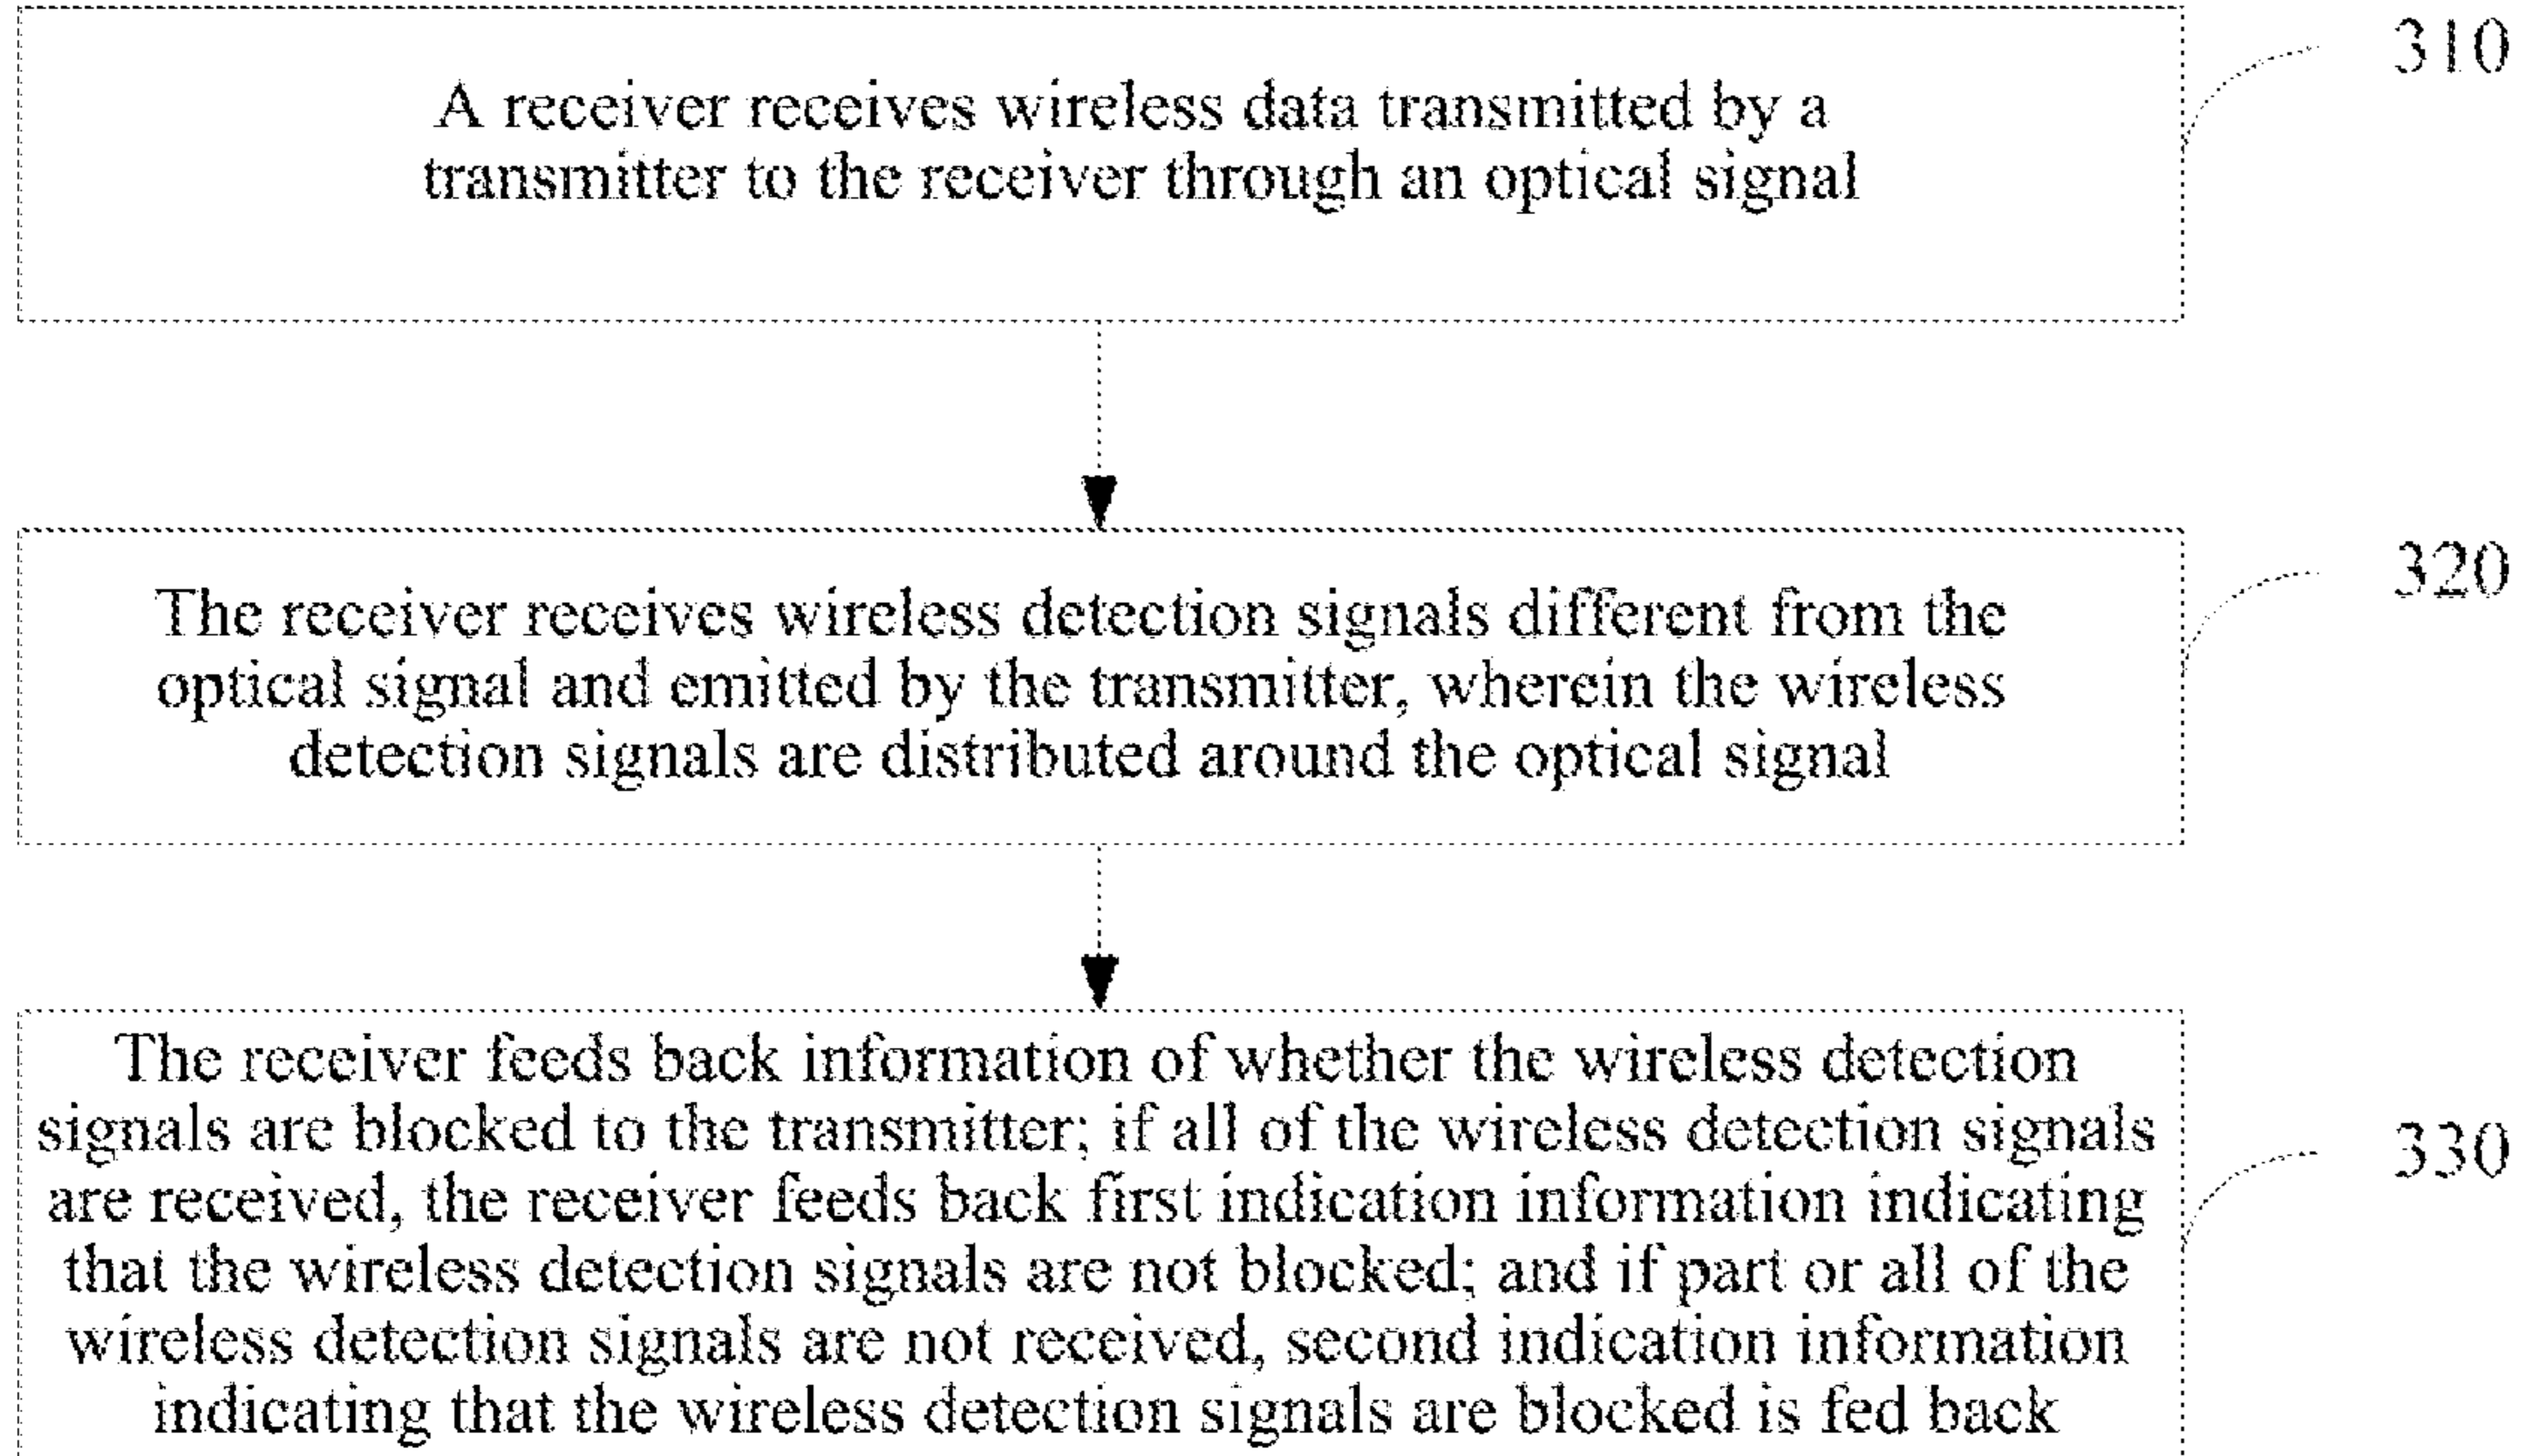 310
A receiver receives wireless data transmitted by a
transmitter to the receiver through an optical signal
320
The receiver receives wireless detection signals different from the
optical signal and emitted by the transmitter, wherein the wireless
detection signals are distributed around the optical signal
The receiver feeds back information of whether the wireless detection
signals are blocked to the transmitter; if all of the wireless detection signals
330
are received, the receiver feeds back first indication information indicating
that the wireless detection signals are not blocked; and if part or all of the
wireless detection signals are not received, second indication information
indicating that the wireless detection signals are blocked is fed back